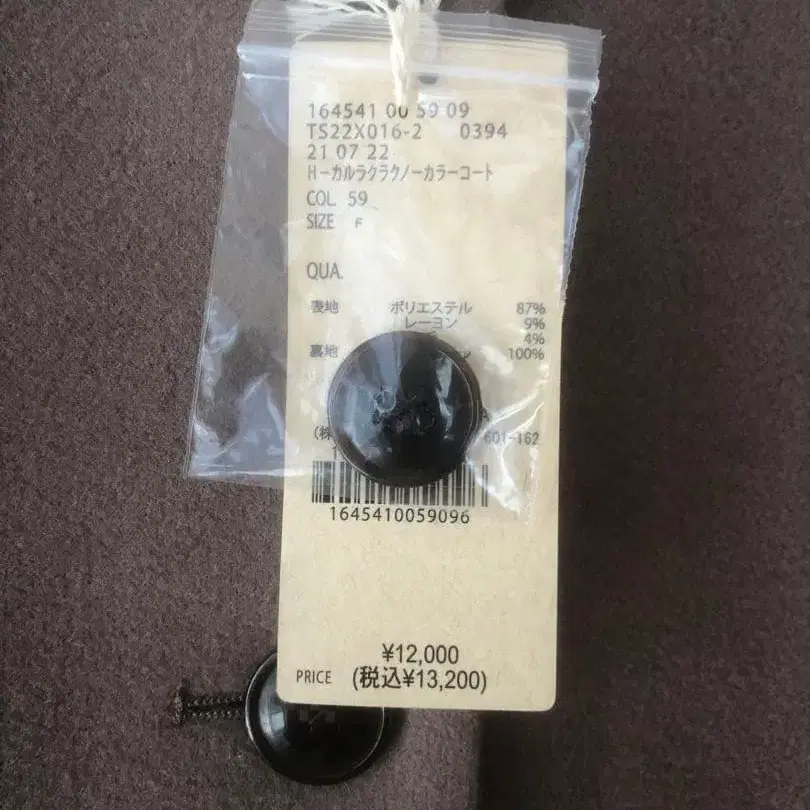 164541 00 59 09
TS22X016-2 0394
21 07 22
H-カルラクラクノーカラーコート
COL. 59
SIZE F
QUA.
表地 ポリエステル 87%
レーヨン 9%
4%
裏地 100%
(株 601-162
1645410059096
¥12,000
PRICE (税込¥13,200)